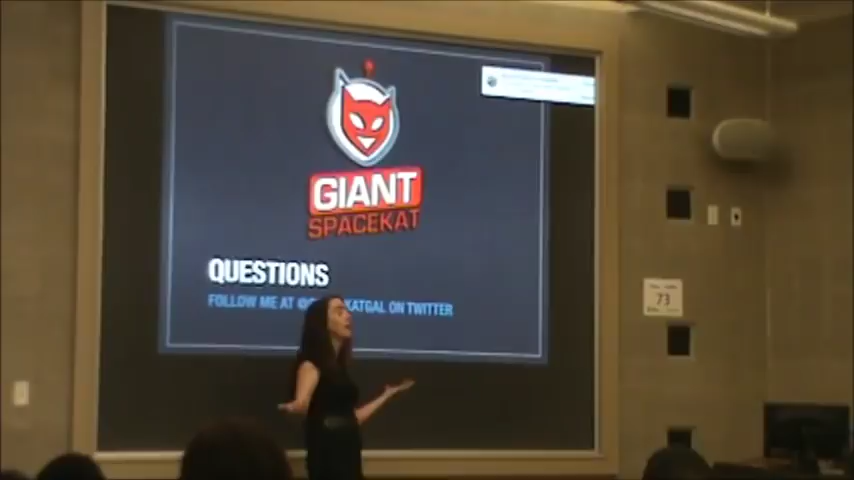 GIANT
SPACEKAT
QUESTIONS
FOLLOW ME AT @ KATGAL ON TWITTER
73